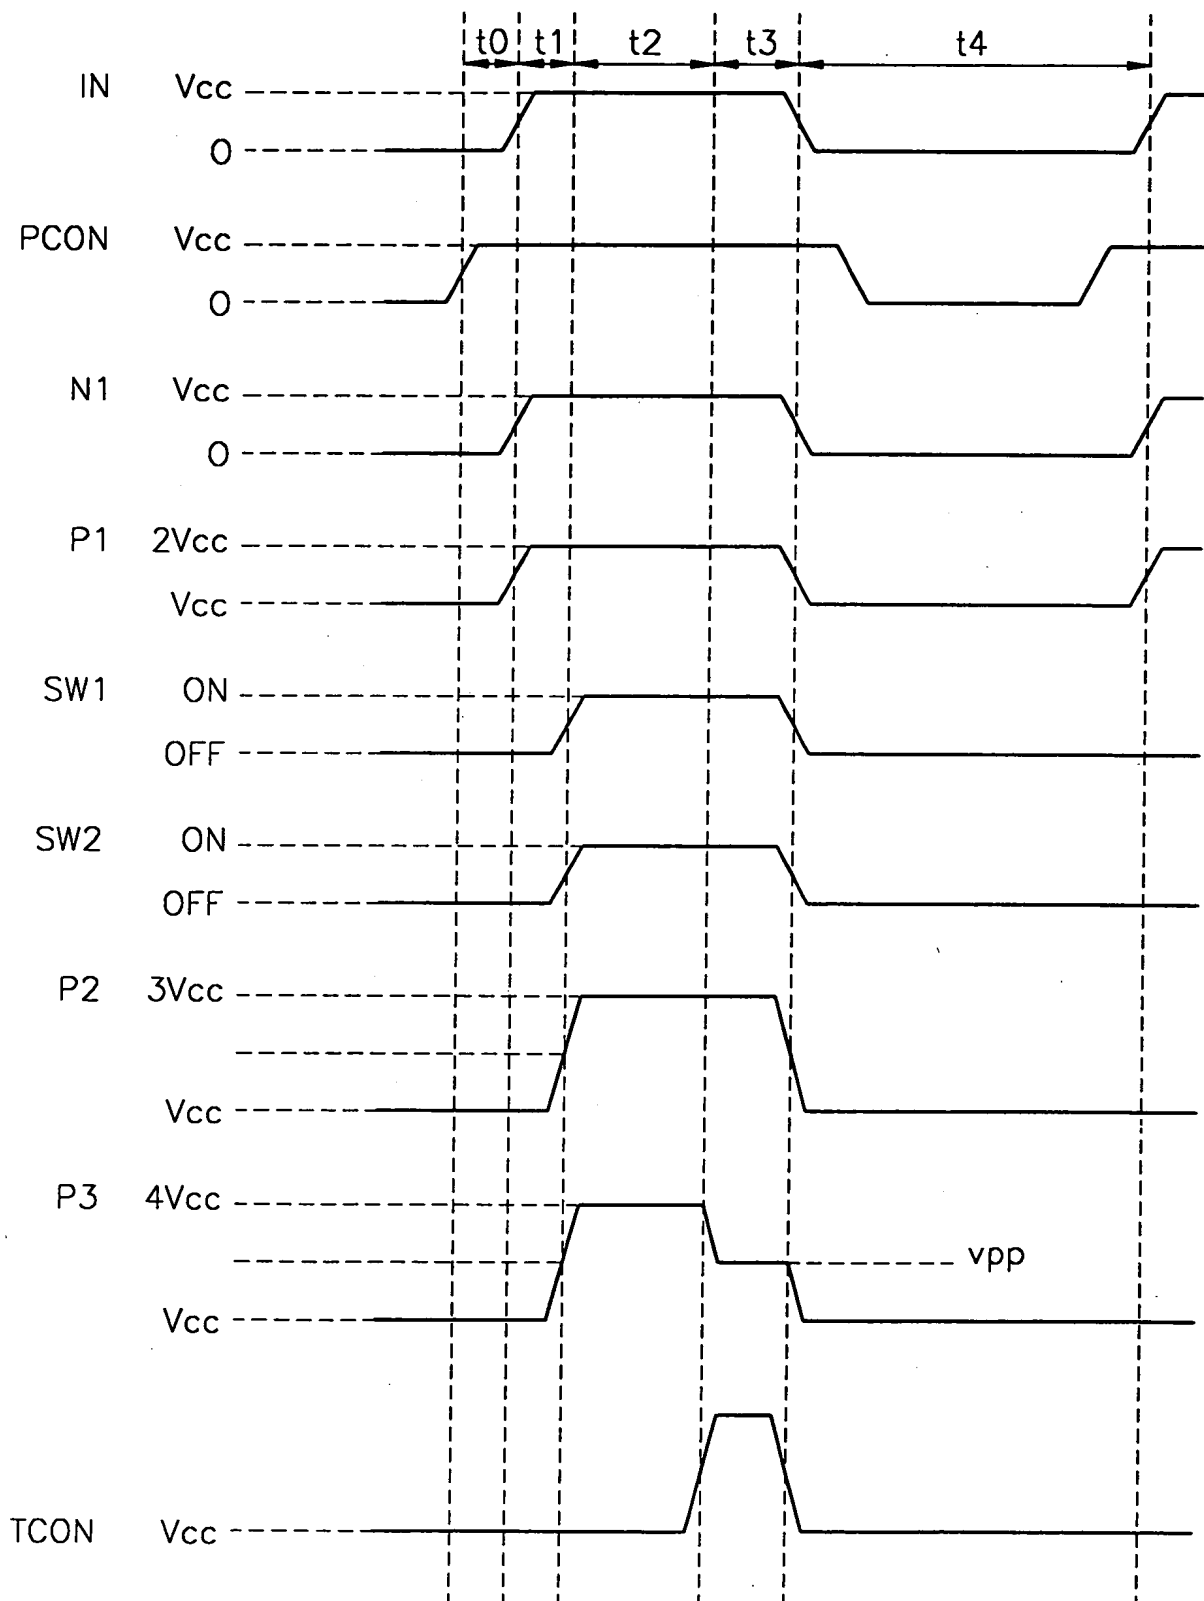 t0 t1 t2 t3 t4
IN Vcc
0
PCON Vcc
0
N1 Vcc
0
P1 2Vcc
Vcc
SW1 ON
OFF
SW2 ON
OFF
P2 3Vcc
Vcc
P3 4Vcc
vpp
Vcc
TCON Vcc